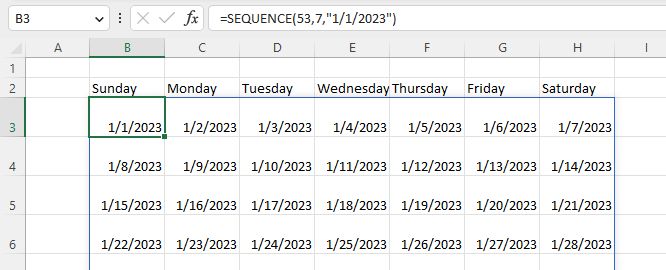 B3 fx =SEQUENCE(53,7,"1/1/2023")
A B C D E F G H I
1
2 Sunday Monday Tuesday Wednesday Thursday Friday Saturday
3 1/1/2023 1/2/2023 1/3/2023 1/4/2023 1/5/2023 1/6/2023 1/7/2023
4 1/8/2023 1/9/2023 1/10/2023 1/11/2023 1/12/2023 1/13/2023 1/14/2023
5 1/15/2023 1/16/2023 1/17/2023 1/18/2023 1/19/2023 1/20/2023 1/21/2023
6 1/22/2023 1/23/2023 1/24/2023 1/25/2023 1/26/2023 1/27/2023 1/28/2023